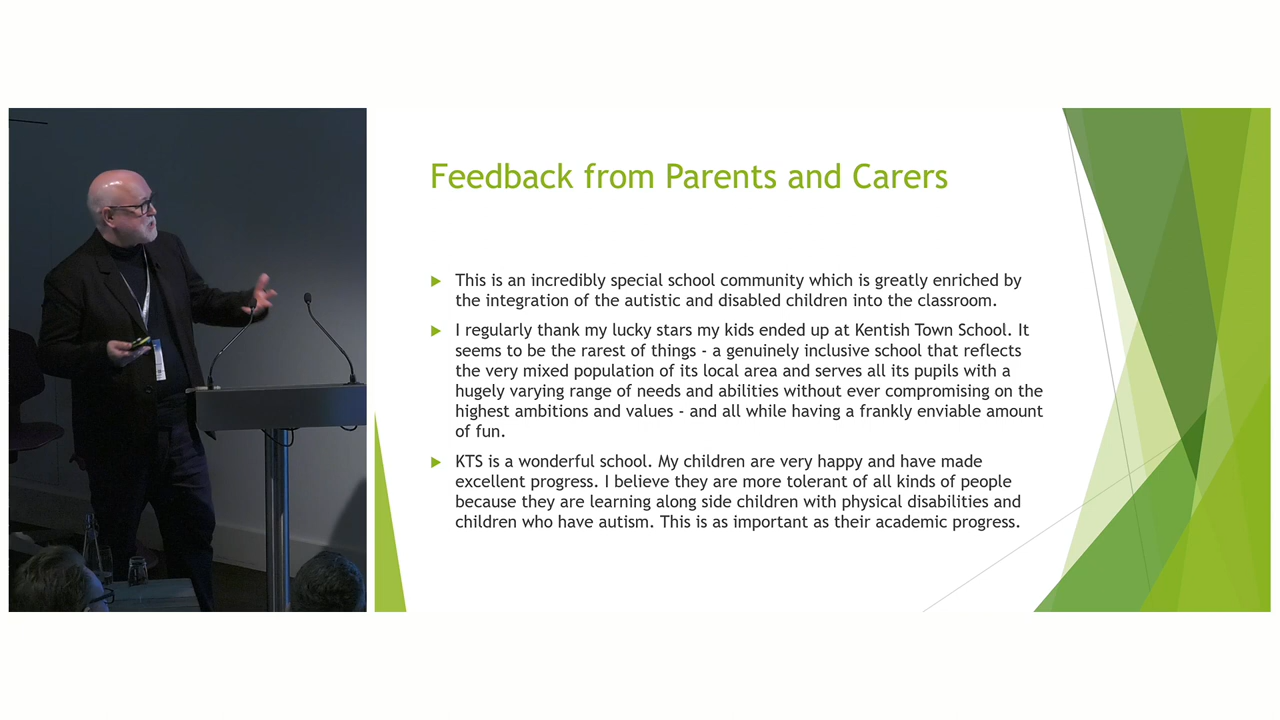 Feedback from Parents and Carers
This is an incredibly special school community which is greatly enriched by
the integration of the autistic and disabled children into the classroom.
I regularly thank my lucky stars my kids ended up at Kentish Town School. It
seems to be the rarest of things - a genuinely inclusive school that reflects
the very mixed population of its local area and serves all its pupils with a
hugely varying range of needs and abilities without ever compromising on the
highest ambitions and values - and all while having a frankly enviable amount
of fun.
KTS is a wonderful school. My children are very happy and have made
excellent progress. I believe they are more tolerant of all kinds of people
because they are learning along side children with physical disabilities and
children who have autism. This is as important as their academic progress.